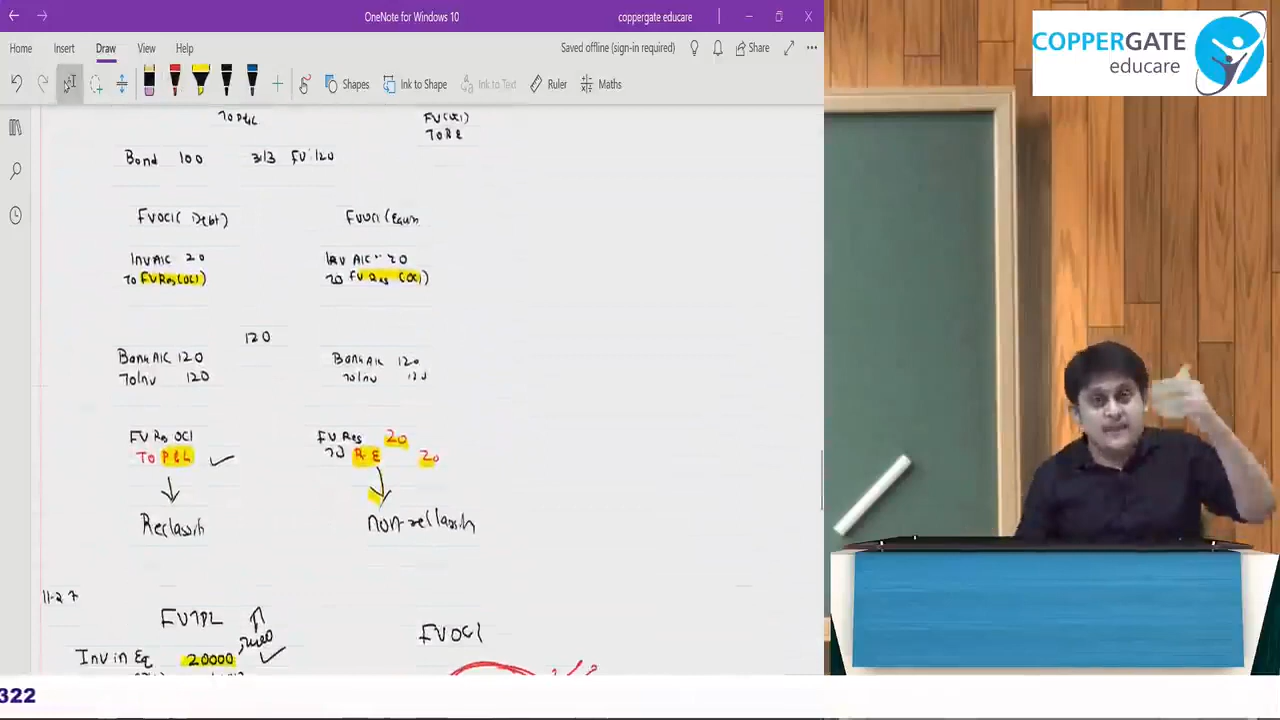 OneNote for Windows 10
coppergate educare
Home Insert Draw View Help
Saved offline (sign-in required)
Share
Shapes
Ink to Shape
Ink to Text
Ruler
Maths
COPPERGATE
educare
TO P&L
FV(OCI)
TO RE
Bond 100 31/3 FV 120
FVOCI (Debt) FVOCI (Equity
Inv A/C 20
To FV Res (OCI)
Inv A/C 20
To FV Res (OCI)
120
Bank A/C 120
To Inv 120
Bank A/C 120
To Inv 120
FV Res OCI
To P&L
FV Res 20
To RE 20
Reclassify
non-reclassify
11-2-7
FVTPL
FVOCI
Inv in Eq 20000
322